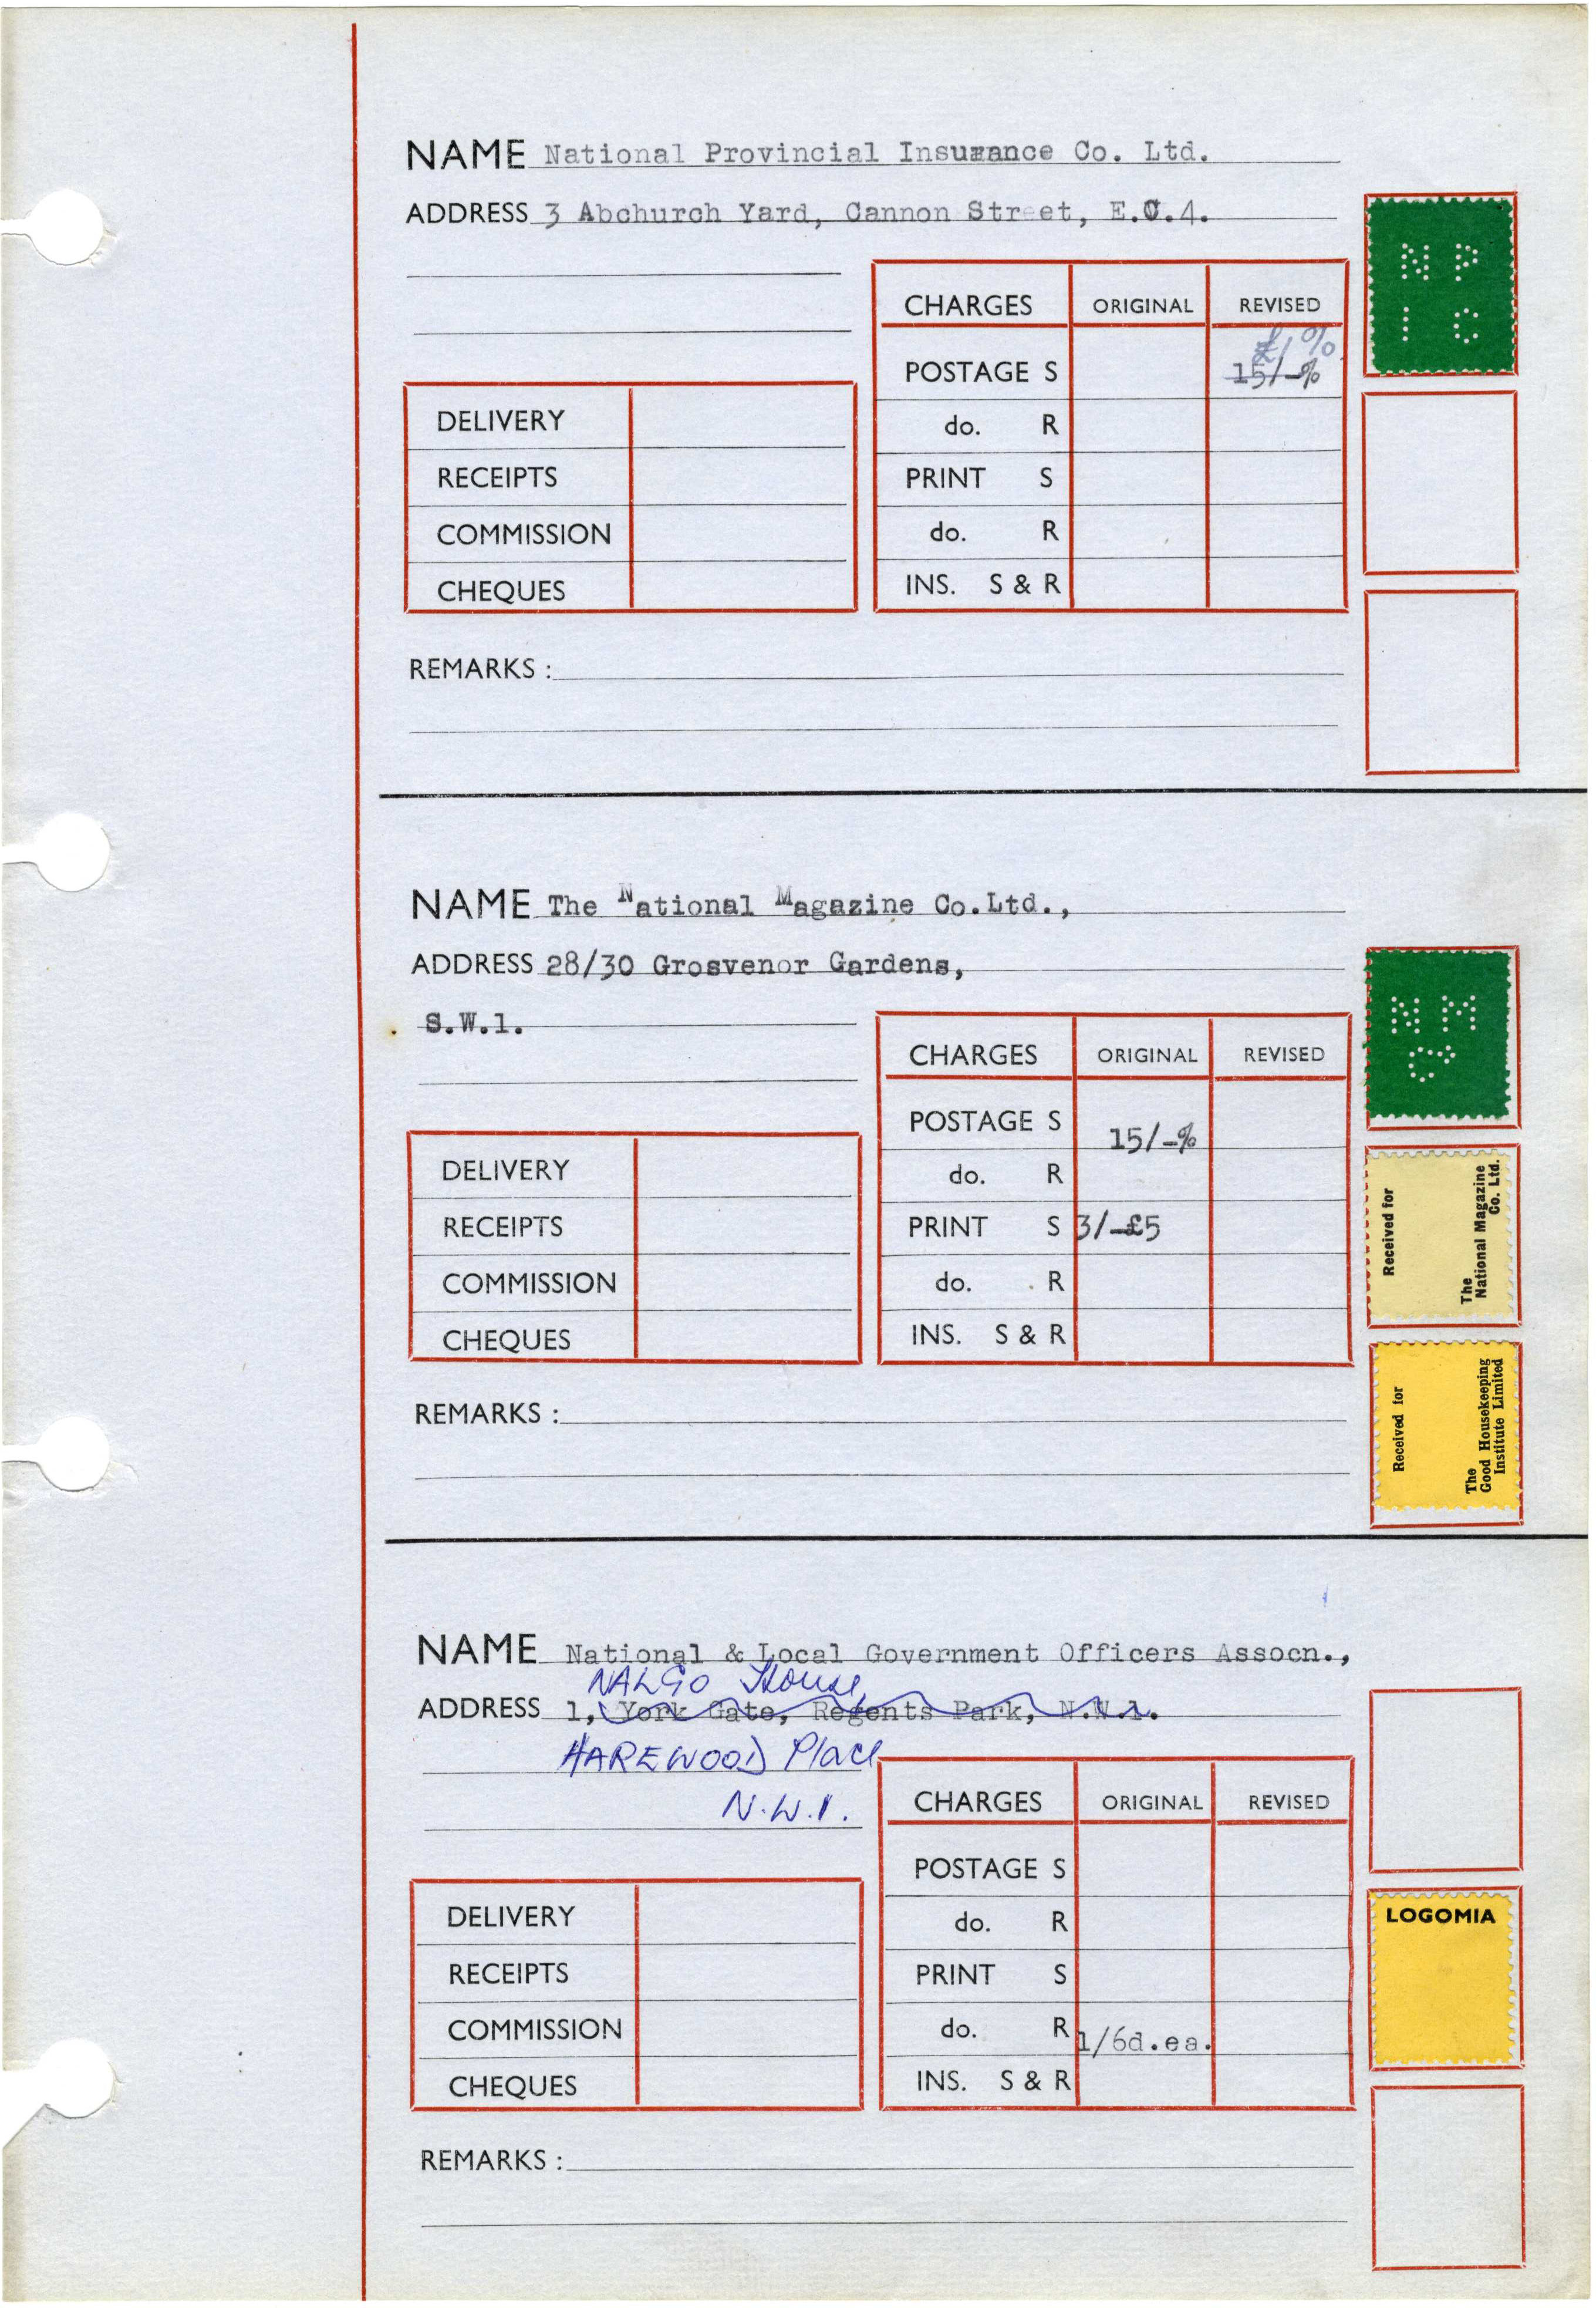 NAME National Provincial Insurance Co. Ltd.
ADDRESS 3 Abchurch Yard, Cannon Street, E.C.4.
N P
I C
CHARGES ORIGINAL REVISED
£1%
POSTAGE S 15/-%
do. R
PRINT S
do. R
INS. S & R
DELIVERY
RECEIPTS
COMMISSION
CHEQUES
REMARKS :
NAME The National Magazine Co.Ltd.,
ADDRESS 28/30 Grosvenor Gardens,
S.W.1.
N M
CHARGES ORIGINAL REVISED
POSTAGE S 15/-%
do. R
PRINT S 3/-£5
do. R
INS. S & R
DELIVERY
RECEIPTS
COMMISSION
CHEQUES
Received for
The
National Magazine
Co. Ltd.
Received for
The
Good Housekeeping
Institute Limited
REMARKS :
NAME National & Local Government Officers Assocn.,
NALGO House
ADDRESS 1, York Gate, Regents Park, N.W.1.
HAREWOOD Place
N.W.1.
CHARGES ORIGINAL REVISED
POSTAGE S
do. R
PRINT S
do. R 1/6d.ea.
INS. S & R
DELIVERY
RECEIPTS
COMMISSION
CHEQUES
LOGOMIA
REMARKS :